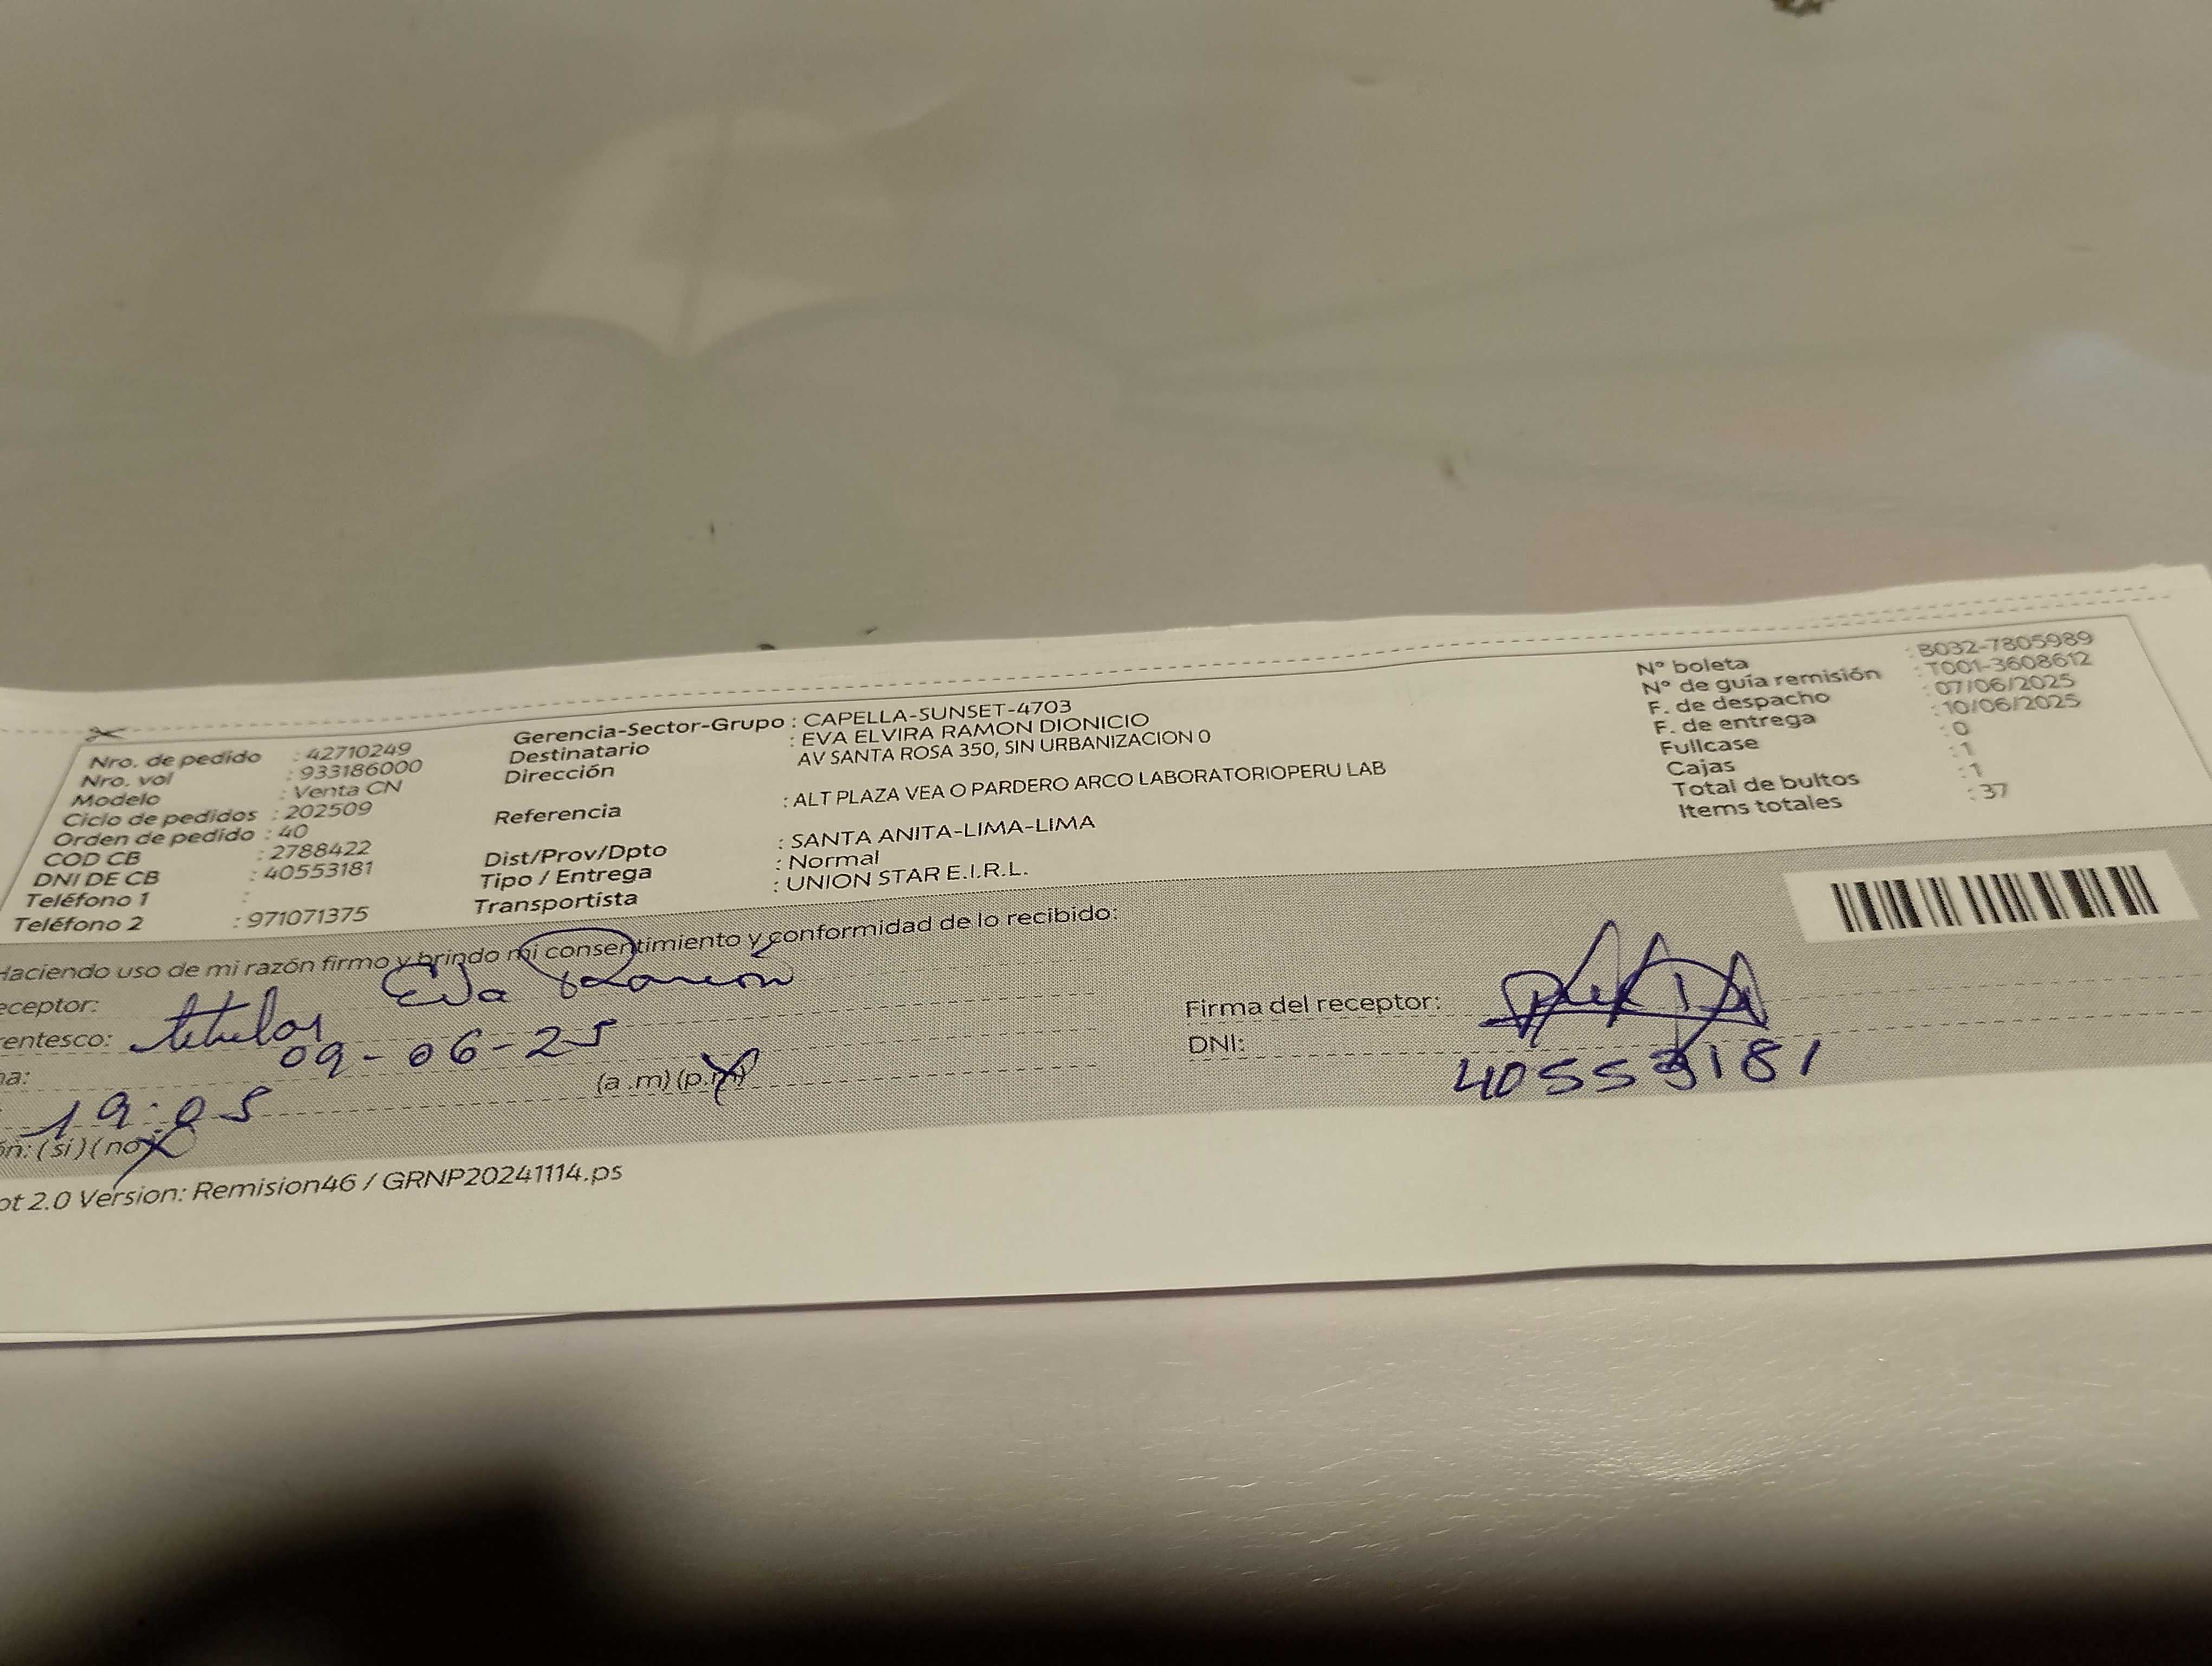 Nro. de pedido : 42710249
Nro. vol : 933186000
Modelo : Venta CN
Ciclo de pedidos : 202509
Orden de pedido : 40
COD CB : 2788422
DNI DE CB : 40553181
Teléfono 1 :
Teléfono 2 : 971071375
Gerencia-Sector-Grupo : CAPELLA-SUNSET-4703
Destinatario : EVA ELVIRA RAMON DIONICIO
Dirección AV SANTA ROSA 350, SIN URBANIZACION 0
Referencia : ALT PLAZA VEA O PARDERO ARCO LABORATORIOPERU LAB
Dist/Prov/Dpto : SANTA ANITA-LIMA-LIMA
Tipo / Entrega : Normal
Transportista : UNION STAR E.I.R.L.
N° boleta : B032-7805989
N° de guía remisión : T001-3608612
F. de despacho : 07/06/2025
F. de entrega : 10/06/2025
Fullcase : 0
Cajas : 1
Total de bultos : 1
Items totales : 37
Haciendo uso de mi razón firmo y brindo mi consentimiento y conformidad de lo recibido:
eceptor: Eva Ramón
entesco: titular
na: 09-06-25
19:05 (a .m) (p.m)
ón: (si) (no)
Firma del receptor:
DNI: 40553181
ot 2.0 Version: Remision46 / GRNP20241114.ps